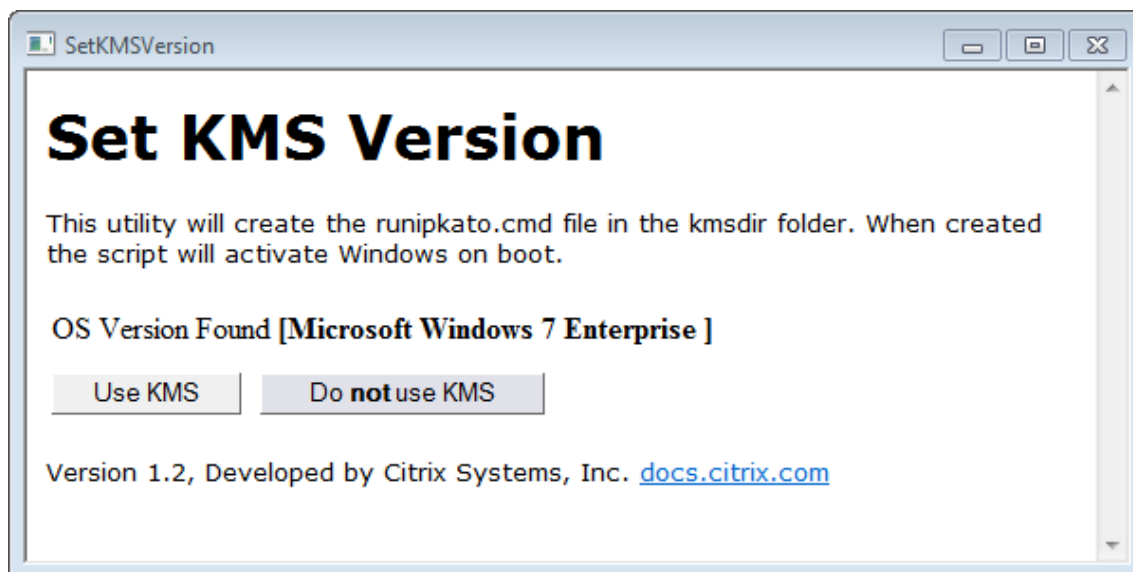 SetKMSVersion
Set KMS Version
This utility will create the runipkato.cmd file in the kmsdir folder. When created
the script will activate Windows on boot.
OS Version Found [Microsoft Windows 7 Enterprise ]
Use KMS Do not use KMS
Version 1.2, Developed by Citrix Systems, Inc. docs.citrix.com